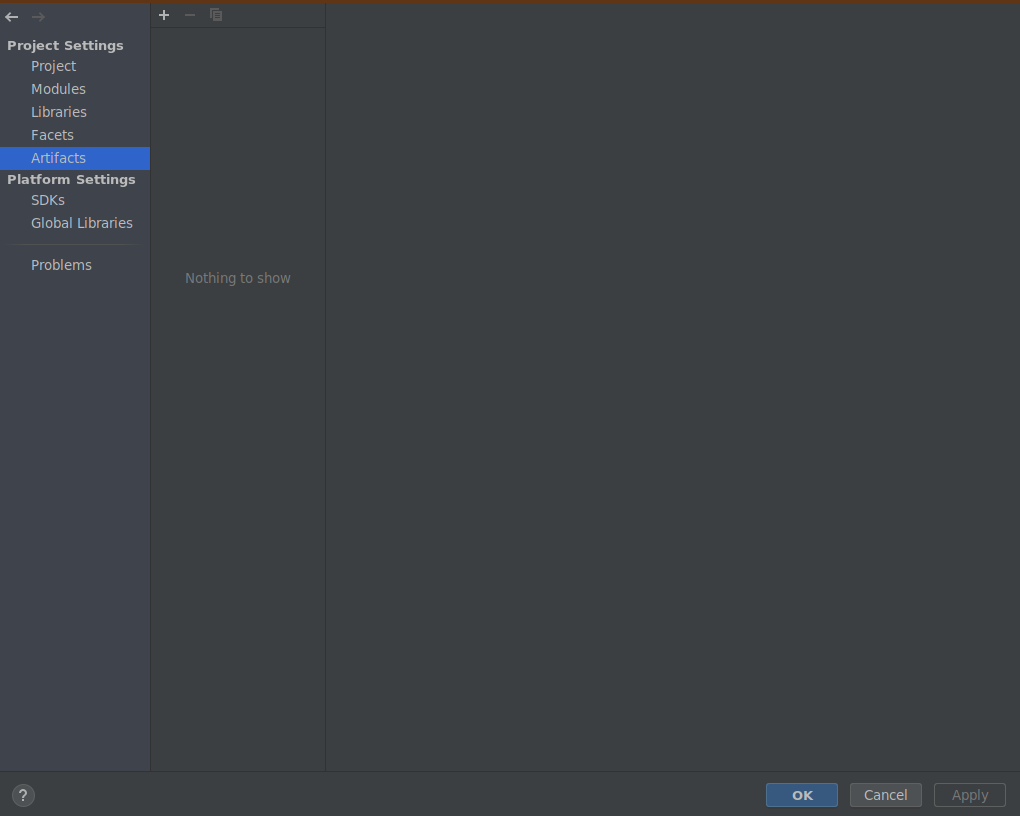 Project Settings
Project
Modules
Libraries
Facets
Artifacts
Platform Settings
SDKs
Global Libraries
Problems
Nothing to show
?
OK
Cancel
Apply